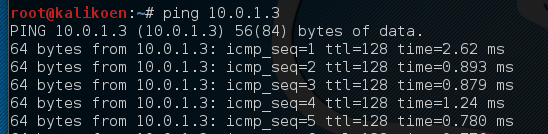 root@kalikoen:~# ping 10.0.1.3
PING 10.0.1.3 (10.0.1.3) 56(84) bytes of data.
64 bytes from 10.0.1.3: icmp_seq=1 ttl=128 time=2.62 ms
64 bytes from 10.0.1.3: icmp_seq=2 ttl=128 time=0.893 ms
64 bytes from 10.0.1.3: icmp_seq=3 ttl=128 time=0.879 ms
64 bytes from 10.0.1.3: icmp_seq=4 ttl=128 time=1.24 ms
64 bytes from 10.0.1.3: icmp_seq=5 ttl=128 time=0.780 ms